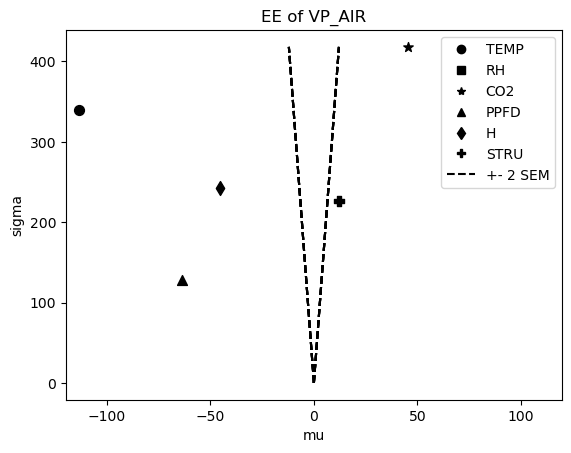 EE of VP_AIR
sigma
400
300
200
100
0
TEMP
RH
CO2
PPFD
H
STRU
+- 2 SEM
−100
−50
0
50
100
mu